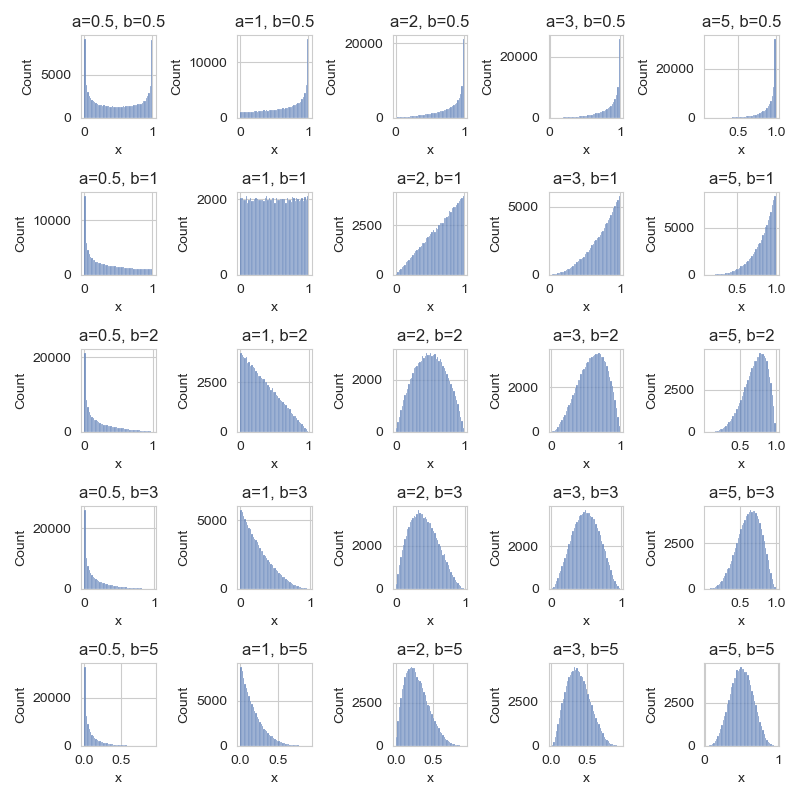 a=0.5, b=0.5 a=1, b=0.5 a=2, b=0.5 a=3, b=0.5 a=5, b=0.5
Count Count Count Count Count
5000 0 10000 0 20000 0 20000 0 20000 0
0 1 0 1 0 1 0 1 0.5 1.0
x x x x x
a=0.5, b=1 a=1, b=1 a=2, b=1 a=3, b=1 a=5, b=1
Count Count Count Count Count
10000 0 2000 0 2500 0 5000 0 5000 0
0 1 0 1 0 1 0 1 0.5 1.0
x x x x x
a=0.5, b=2 a=1, b=2 a=2, b=2 a=3, b=2 a=5, b=2
Count Count Count Count Count
20000 0 2500 0 2000 0 2000 0 2500 0
0 1 0 1 0 1 0 1 0.5 1.0
x x x x x
a=0.5, b=3 a=1, b=3 a=2, b=3 a=3, b=3 a=5, b=3
Count Count Count Count Count
20000 0 5000 0 2000 0 2000 0 2500 0
0 1 0 1 0 1 0 1 0.5 1.0
x x x x x
a=0.5, b=5 a=1, b=5 a=2, b=5 a=3, b=5 a=5, b=5
Count Count Count Count Count
20000 0 5000 0 2500 0 2500 0 2500 0
0.0 0.5 0.0 0.5 0.0 0.5 0.0 0.5 0 1
x x x x x